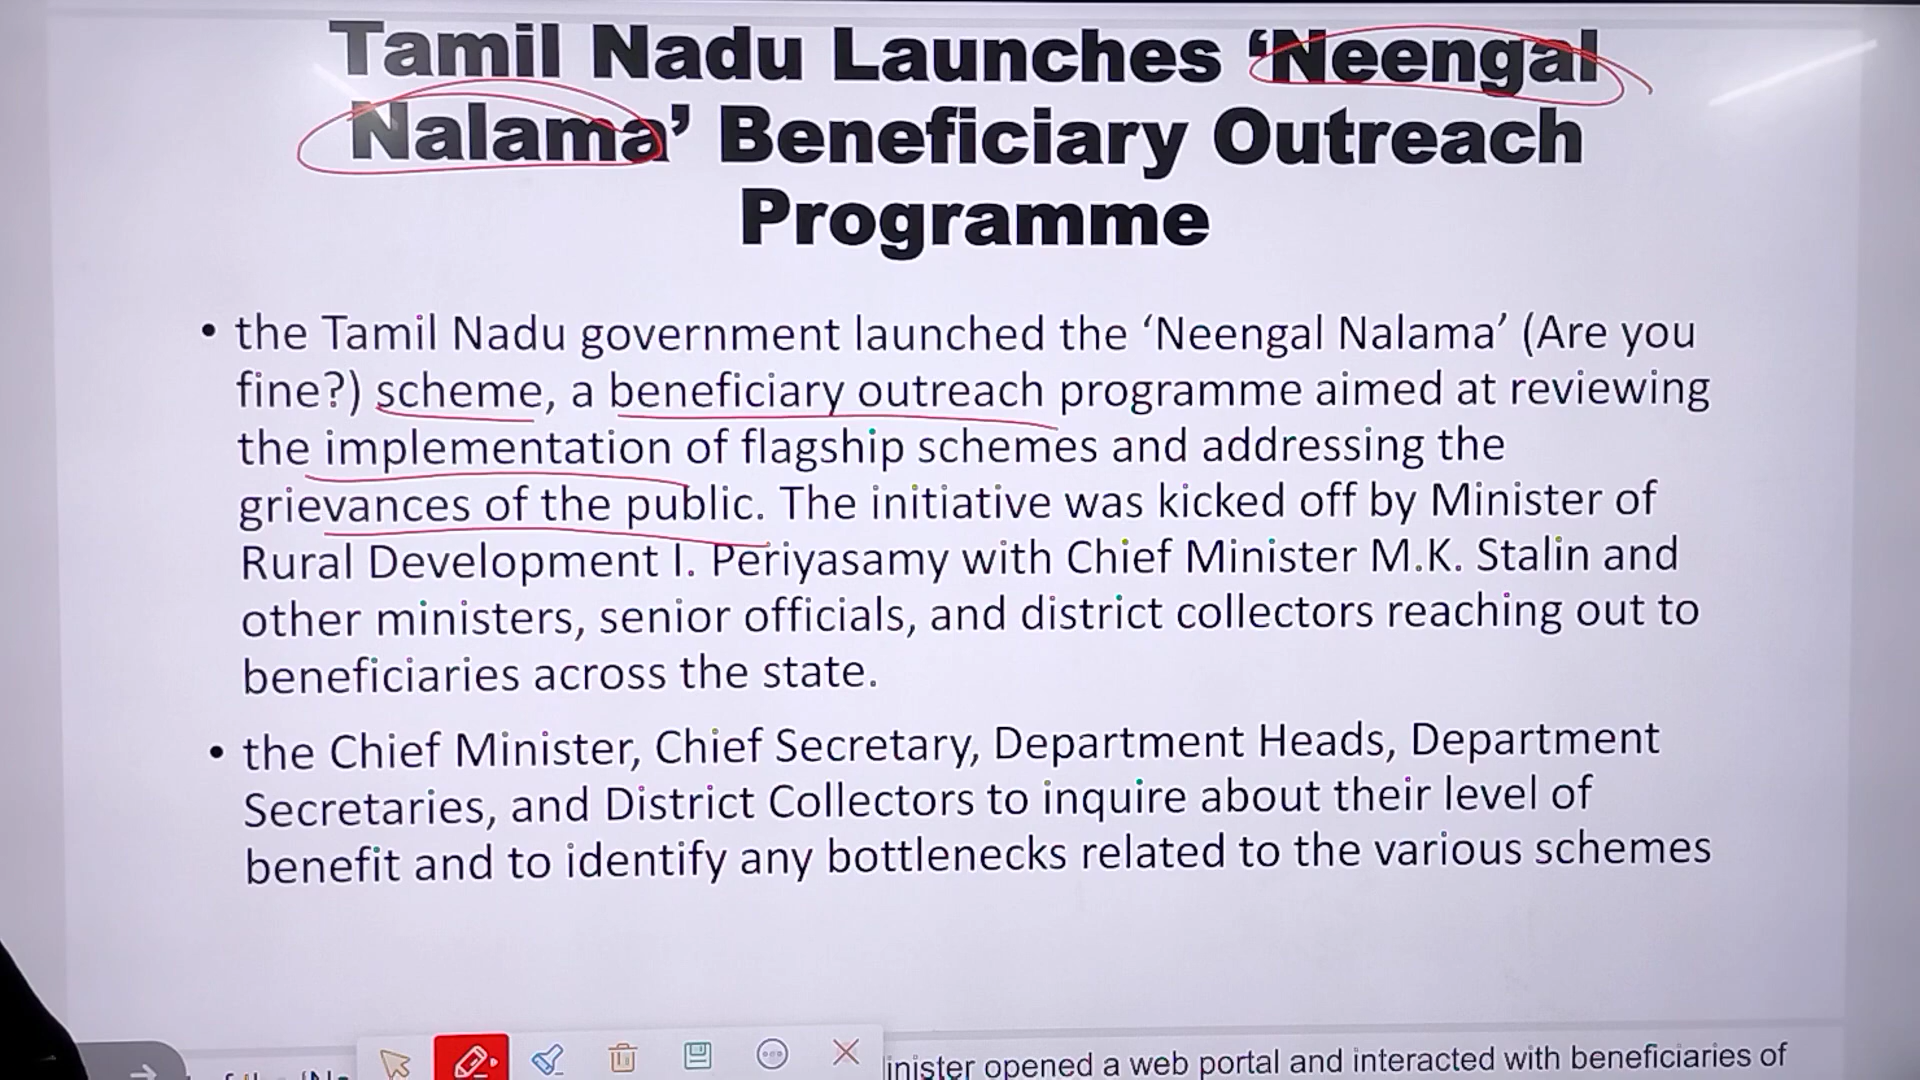 Tamil Nadu Launches ‘Neengal
Nalama’ Beneficiary Outreach
Programme
• the Tamil Nadu government launched the ‘Neengal Nalama’ (Are you
fine?) scheme, a beneficiary outreach programme aimed at reviewing
the implementation of flagship schemes and addressing the
grievances of the public. The initiative was kicked off by Minister of
Rural Development I. Periyasamy with Chief Minister M.K. Stalin and
other ministers, senior officials, and district collectors reaching out to
beneficiaries across the state.
• the Chief Minister, Chief Secretary, Department Heads, Department
Secretaries, and District Collectors to inquire about their level of
benefit and to identify any bottlenecks related to the various schemes
inister opened a web portal and interacted with beneficiaries of